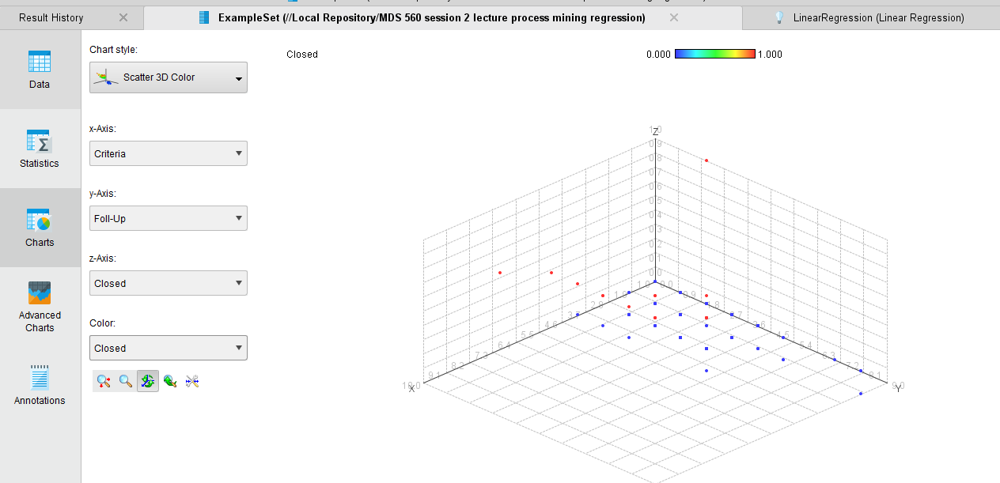 Result History
ExampleSet (//Local Repository/MDS 560 session 2 lecture process mining regression)
LinearRegression (Linear Regression)
Data
Statistics
Charts
Advanced
Charts
Annotations
Chart style:
Scatter 3D Color
x-Axis:
Criteria
y-Axis:
Foll-Up
z-Axis:
Closed
Color:
Closed
Closed
0.000
1.000
Z
1.0
0.9
0.8
0.7
0.6
0.5
0.4
0.3
0.2
0.1
0.0
1.0
1.9
2.8
3.7
4.6
5.5
6.4
7.3
8.2
9.1
10.0
X
0.0
1.8
2.7
3.6
4.5
6.3
7.2
8.1
9.0
Y